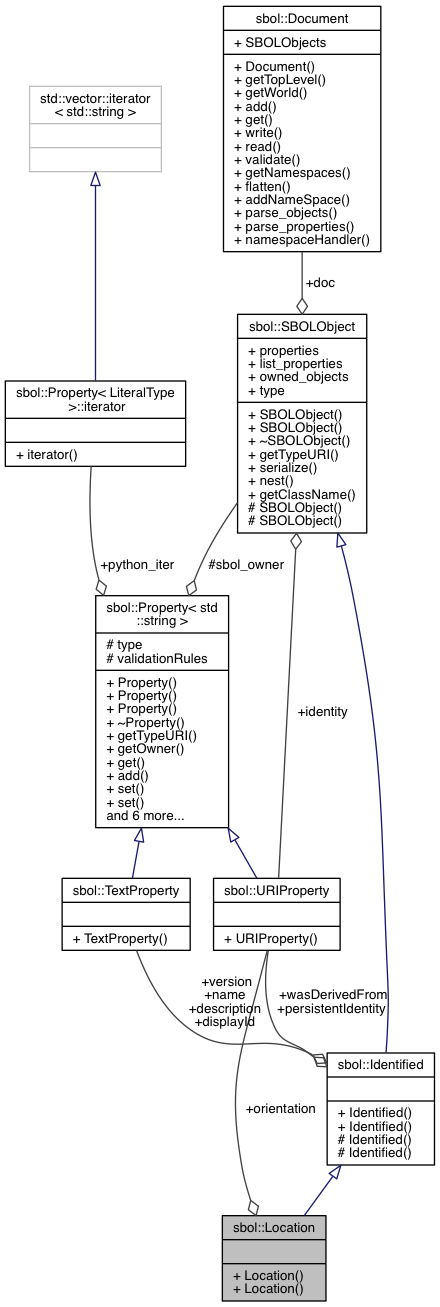 sbol::Document
+ SBOLObjects
+ Document()
+ getTopLevel()
+ getWorld()
+ add()
+ get()
+ write()
+ read()
+ validate()
+ getNamespaces()
+ flatten()
+ addNameSpace()
+ parse_objects()
+ parse_properties()
+ namespaceHandler()
std::vector::iterator
< std::string >
+doc
sbol::SBOLObject
+ properties
+ list_properties
+ owned_objects
+ type
+ SBOLObject()
+ SBOLObject()
+ ~SBOLObject()
+ getTypeURI()
+ serialize()
+ nest()
+ getClassName()
# SBOLObject()
# SBOLObject()
sbol::Property< LiteralType
>::iterator
+ iterator()
+python_iter
#sbol_owner
sbol::Property< std
::string >
# type
# validationRules
+ Property()
+ Property()
+ Property()
+ ~Property()
+ getTypeURI()
+ getOwner()
+ get()
+ add()
+ set()
+ set()
and 6 more...
+identity
sbol::TextProperty
+ TextProperty()
sbol::URIProperty
+ URIProperty()
+version
+name
+description
+displayId
+wasDerivedFrom
+persistentIdentity
sbol::Identified
+ Identified()
+ Identified()
# Identified()
# Identified()
+orientation
sbol::Location
+ Location()
+ Location()